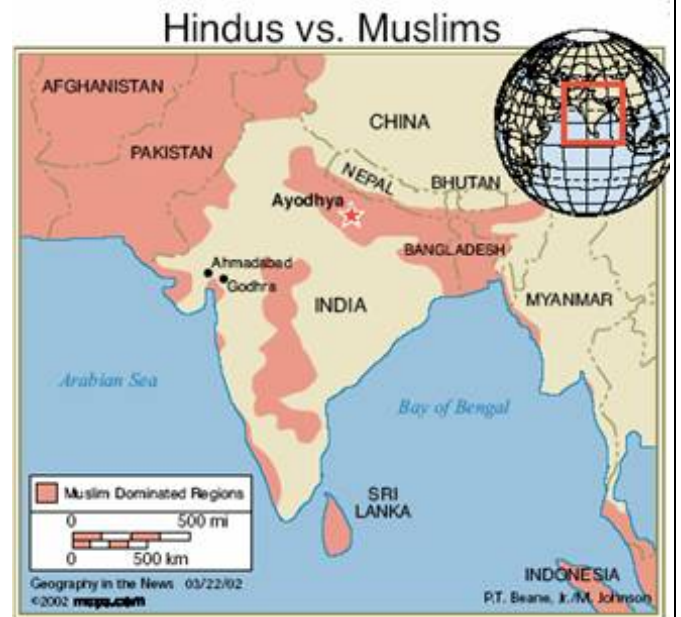 Hindus vs. Muslims
AFGHANISTAN
CHINA
PAKISTAN
NEPAL
BHUTAN
Ayodhya
BANGLADESH
Ahmadabad
Godhra
INDIA
MYANMAR
Arabian Sea
Bay of Bengal
Muslim Dominated Regions
0 500 mi
0 500 km
SRI
LANKA
Geography in the News 03/22/02
©2002 maps.com
INDONESIA
P.T. Beane, Jr./M. Johnson